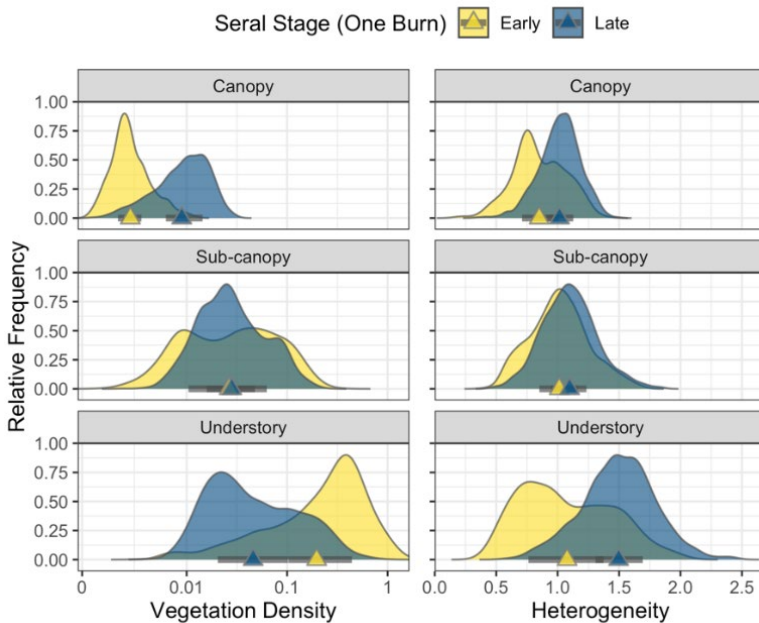 Seral Stage (One Burn) Early Late
Canopy Canopy
1.00
0.75
0.50
0.25
0.00
Sub-canopy Sub-canopy
1.00
0.75
0.50
0.25
0.00
Relative Frequency
Understory Understory
1.00
0.75
0.50
0.25
0.00
0 0.01 0.1 1 0.0 0.5 1.0 1.5 2.0 2.5
Vegetation Density Heterogeneity